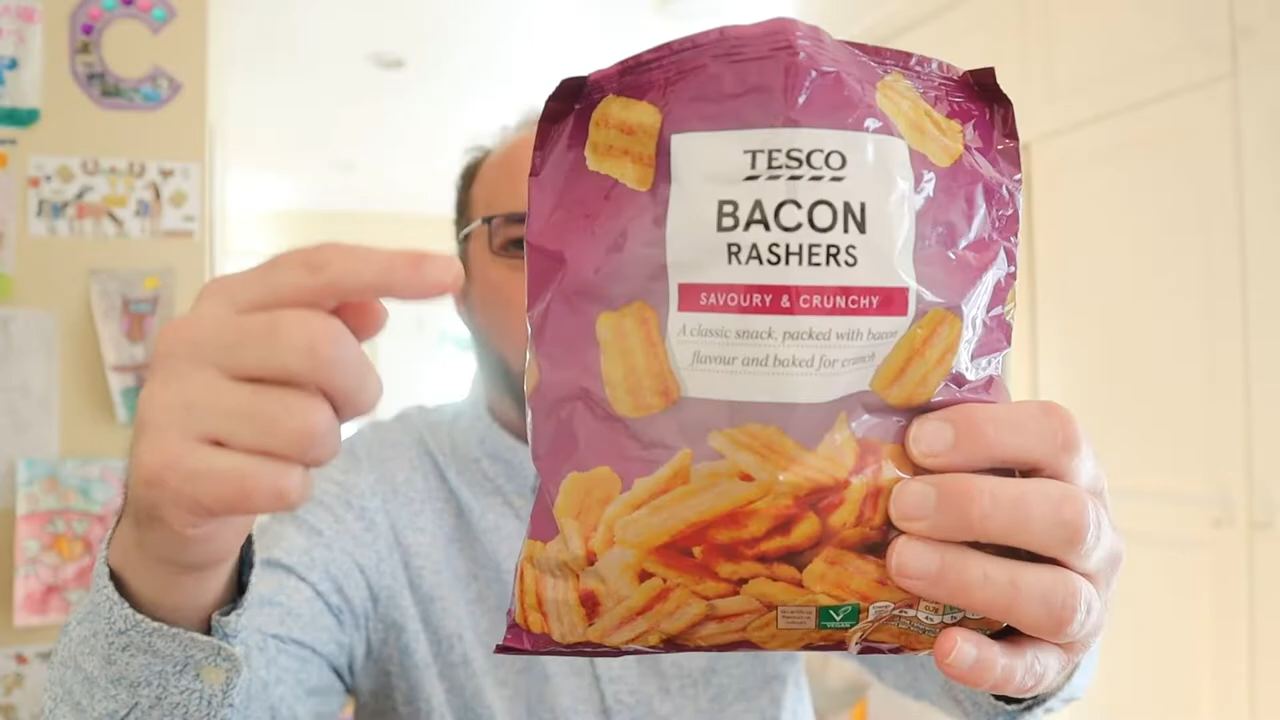 C
TESCO
BACON
RASHERS
SAVOURY & CRUNCHY
A classic snack, packed with bacon
flavour and baked for crunch
VEGAN